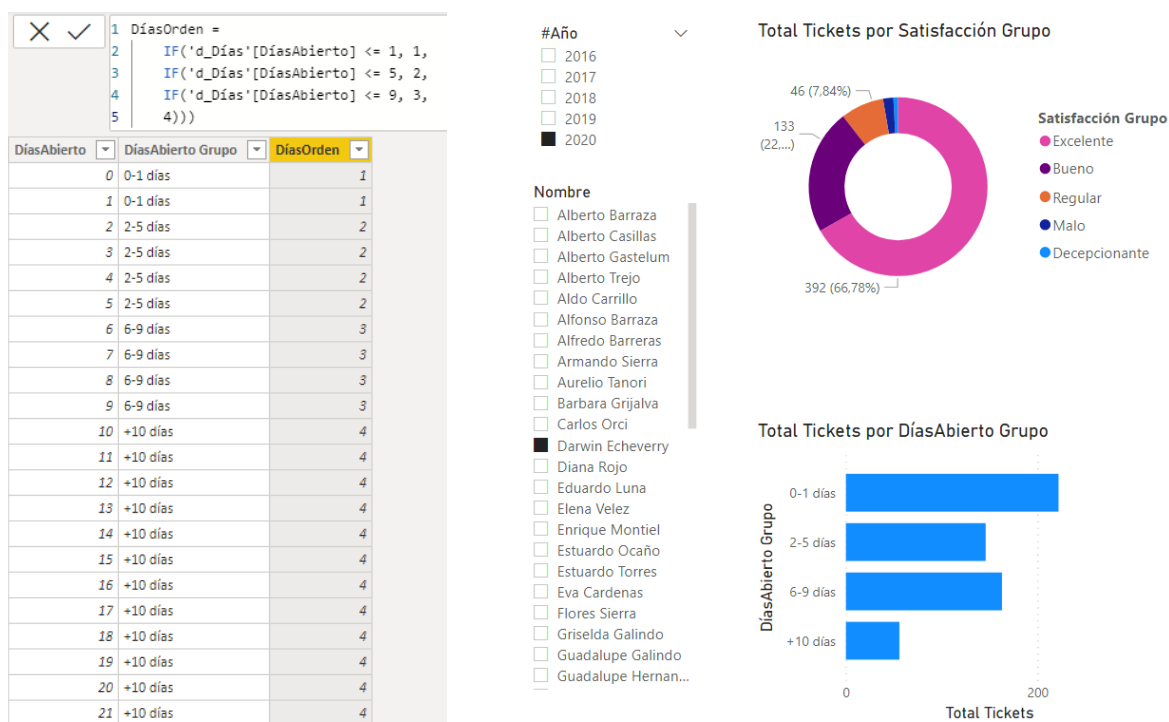 1 DíasOrden =
2 IF('d_Días'[DíasAbierto] <= 1, 1,
3 IF('d_Días'[DíasAbierto] <= 5, 2,
4 IF('d_Días'[DíasAbierto] <= 9, 3,
5 4)))
DíasAbierto DíasAbierto Grupo DíasOrden
0 0-1 días 1
1 0-1 días 1
2 2-5 días 2
3 2-5 días 2
4 2-5 días 2
5 2-5 días 2
6 6-9 días 3
7 6-9 días 3
8 6-9 días 3
9 6-9 días 3
10 +10 días 4
11 +10 días 4
12 +10 días 4
13 +10 días 4
14 +10 días 4
15 +10 días 4
16 +10 días 4
17 +10 días 4
18 +10 días 4
19 +10 días 4
20 +10 días 4
21 +10 días 4
#Año
2016
2017
2018
2019
2020
Nombre
Alberto Barraza
Alberto Casillas
Alberto Gastelum
Alberto Trejo
Aldo Carrillo
Alfonso Barraza
Alfredo Barreras
Armando Sierra
Aurelio Tanori
Barbara Grijalva
Carlos Orci
Darwin Echeverry
Diana Rojo
Eduardo Luna
Elena Velez
Enrique Montiel
Estuardo Ocaño
Estuardo Torres
Eva Cardenas
Flores Sierra
Griselda Galindo
Guadalupe Galindo
Guadalupe Hernan...
Total Tickets por Satisfacción Grupo
46 (7,84%)
133
(22,...)
392 (66,78%)
Satisfacción Grupo
Excelente
Bueno
Regular
Malo
Decepcionante
Total Tickets por DíasAbierto Grupo
DíasAbierto Grupo
0-1 días
2-5 días
6-9 días
+10 días
0 200
Total Tickets